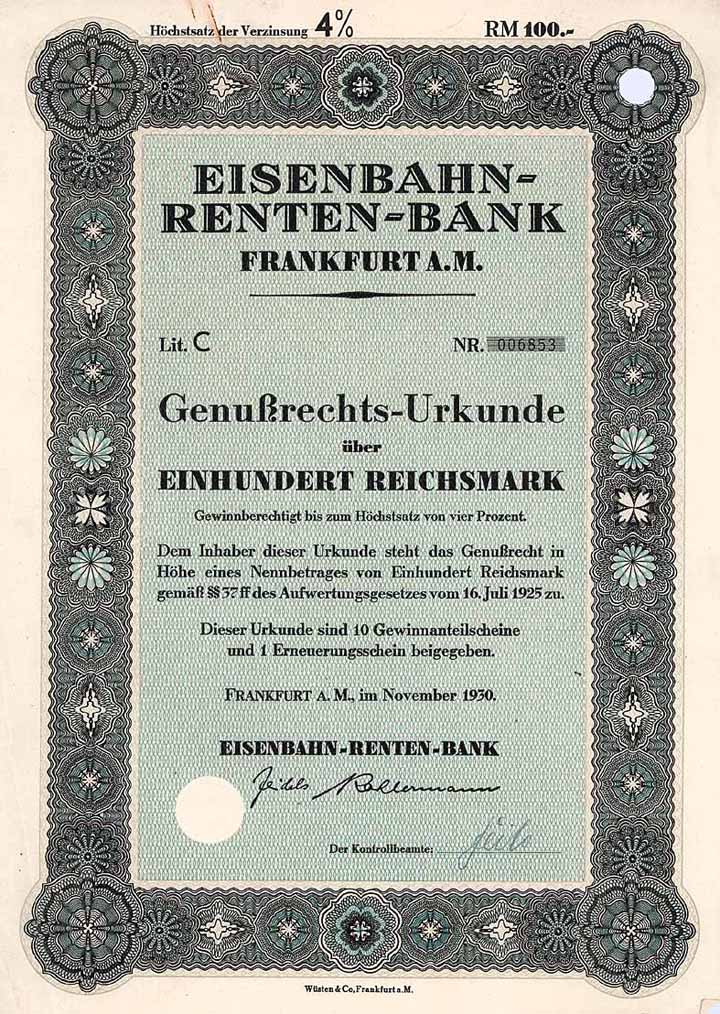 Höchstsatz der Verzinsung 4% RM 100.-
EISENBAHN-
RENTEN-BANK
FRANKFURT A.M.
Lit. C NR. 006853
Genußrechts-Urkunde
über
EINHUNDERT REICHSMARK
Gewinnberechtigt bis zum Höchstsatz von vier Prozent.
Dem Inhaber dieser Urkunde steht das Genußrecht in
Höhe eines Nennbetrages von Einhundert Reichsmark
gemäß §§ 37 ff des Aufwertungsgesetzes vom 16. Juli 1925 zu.
Dieser Urkunde sind 10 Gewinnanteilscheine
und 1 Erneuerungsschein beigegeben.
FRANKFURT A. M., im November 1930.
EISENBAHN-RENTEN-BANK
Der Kontrollbeamte:
Wüsten & Co, Frankfurt a. M.